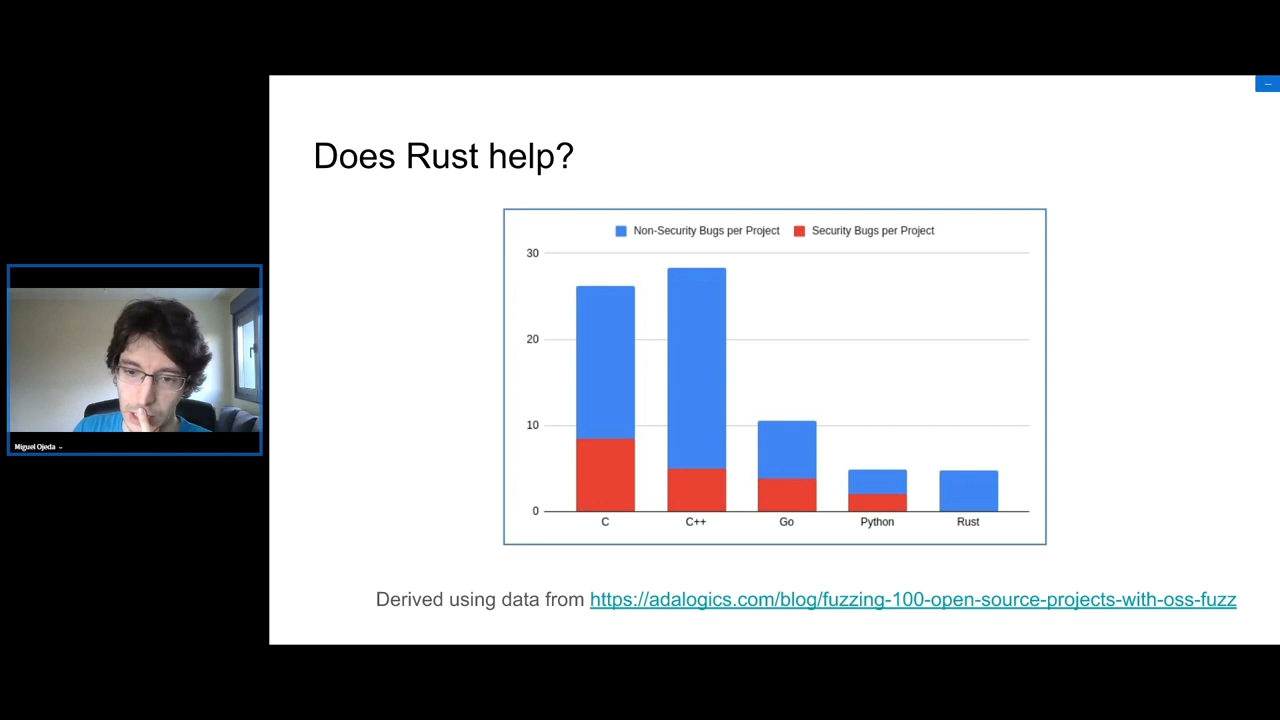 Does Rust help?
Non-Security Bugs per Project Security Bugs per Project
30
20
10
0
C C++ Go Python Rust
Derived using data from https://adalogics.com/blog/fuzzing-100-open-source-projects-with-oss-fuzz
Miguel Ojeda